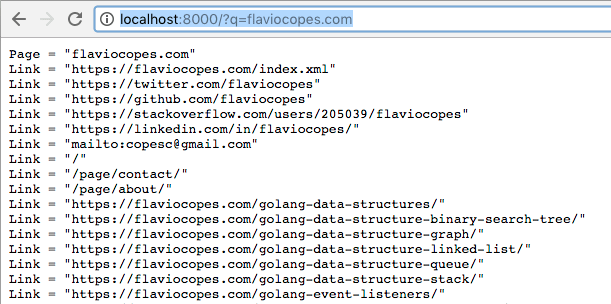 localhost:8000/?q=flaviocopes.com
Page = "flaviocopes.com"
Link = "https://flaviocopes.com/index.xml"
Link = "https://twitter.com/flaviocopes"
Link = "https://github.com/flaviocopes"
Link = "https://stackoverflow.com/users/205039/flaviocopes"
Link = "https://linkedin.com/in/flaviocopes/"
Link = "mailto:copesc@gmail.com"
Link = "/"
Link = "/page/contact/"
Link = "/page/about/"
Link = "https://flaviocopes.com/golang-data-structures/"
Link = "https://flaviocopes.com/golang-data-structure-binary-search-tree/"
Link = "https://flaviocopes.com/golang-data-structure-graph/"
Link = "https://flaviocopes.com/golang-data-structure-linked-list/"
Link = "https://flaviocopes.com/golang-data-structure-queue/"
Link = "https://flaviocopes.com/golang-data-structure-stack/"
Link = "https://flaviocopes.com/golang-event-listeners/"